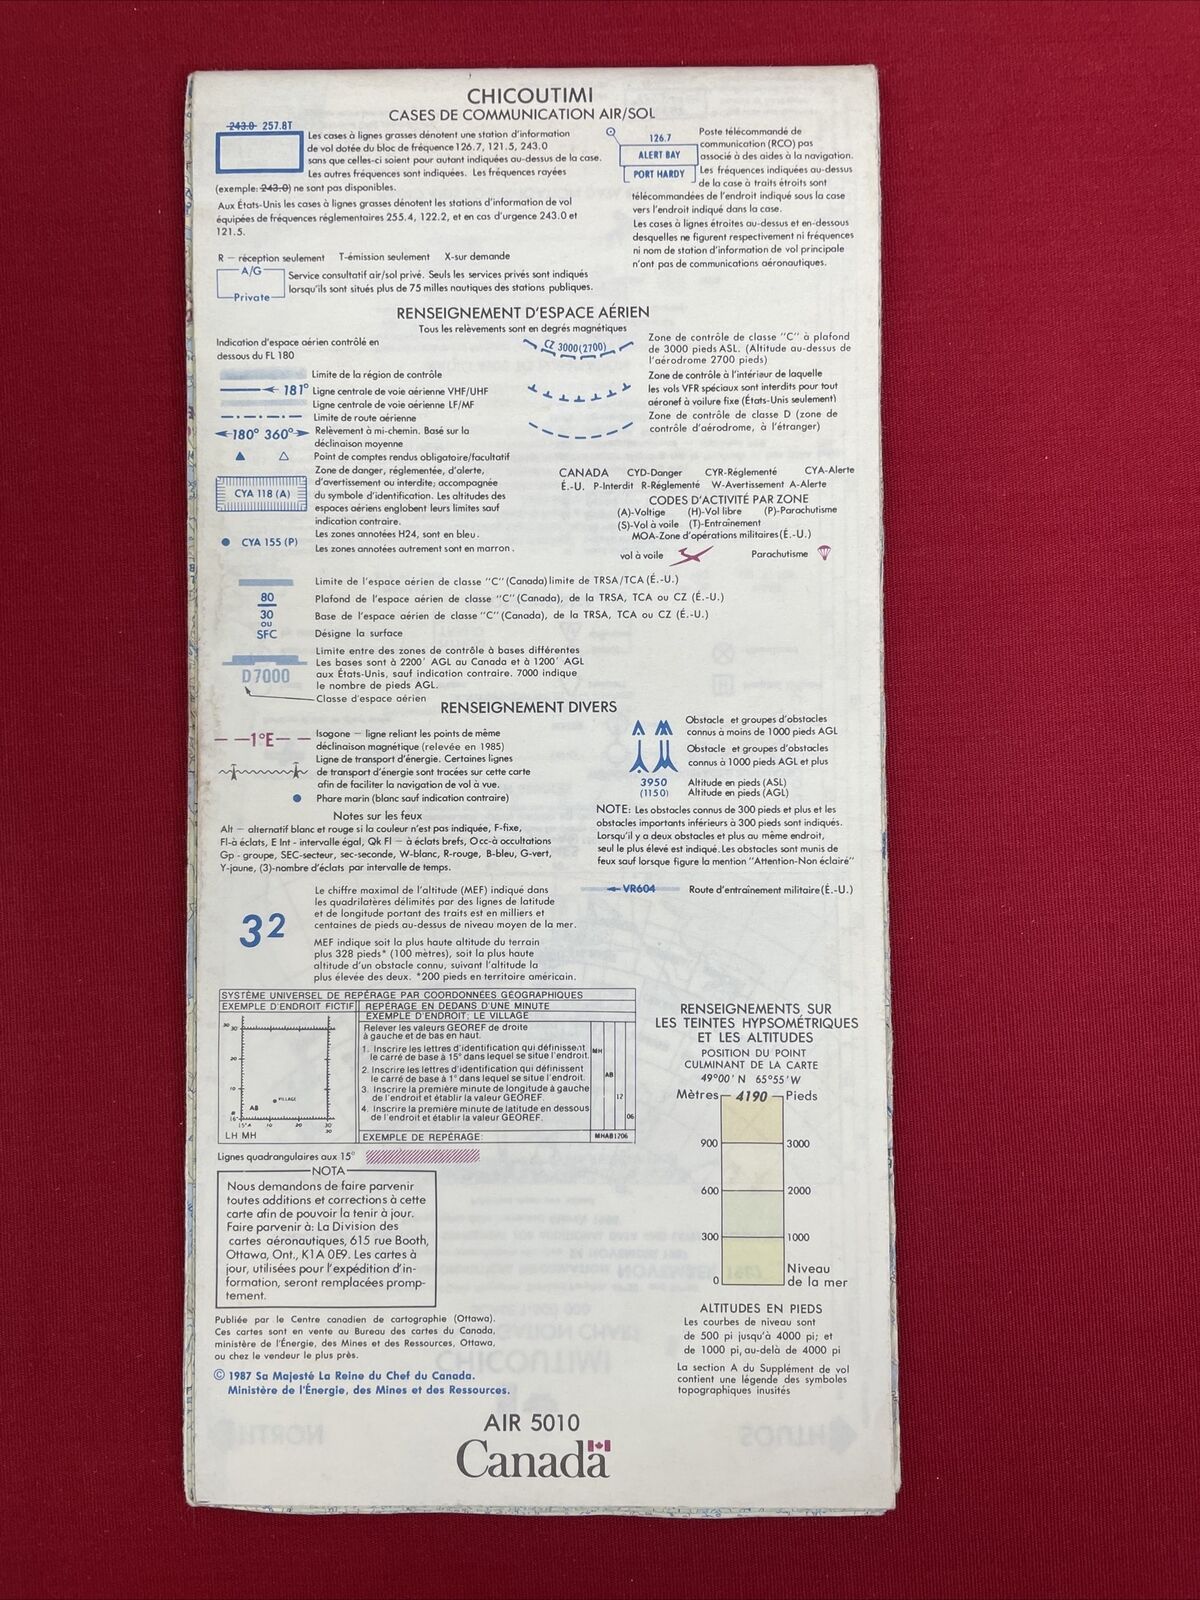 CHICOUTIMI
CASES DE COMMUNICATION AIR/SOL
243.0 257.8T
Les cases à lignes grasses dénotent une station d'information
de vol dotée du bloc de fréquence 126.7, 121.5, 243.0
sans que celles-ci soient pour autant indiquées au-dessus de la case.
Les autres fréquences sont indiquées. Les fréquences rayées
(exemple: 243.0) ne sont pas disponibles.
Aux États-Unis les cases à lignes grasses dénotent les stations d'information de vol
équipées de fréquences réglementaires 255.4, 122.2, et en cas d'urgence 243.0 et
121.5.
126.7
ALERT BAY
PORT HARDY
Poste télécommandé de
communication (RCO) pas
associé à des aides à la navigation.
Les fréquences indiquées au-dessus
de la case à traits étroits sont
télécommandées de l'endroit indiqué sous la case
vers l'endroit indiqué dans la case.
Les cases à lignes étroites au-dessus et en-dessous
desquelles ne figurent respectivement ni fréquences
ni nom de station d'information de vol principale
n'ont pas de communications aéronautiques.
R — réception seulement T-émission seulement X-sur demande
A/G
Private
Service consultatif air/sol privé. Seuls les services privés sont indiqués
lorsqu'ils sont situés plus de 75 milles nautiques des stations publiques.
RENSEIGNEMENT D'ESPACE AÉRIEN
Tous les relèvements sont en degrés magnétiques
Indication d'espace aérien contrôlé en
dessous du FL 180
Limite de la région de contrôle
181° Ligne centrale de voie aérienne VHF/UHF
Ligne centrale de voie aérienne LF/MF
Limite de route aérienne
180° 360° Relèvement à mi-chemin. Basé sur la
déclinaison moyenne
Point de comptes rendus obligatoire/facultatif
CYA 118 (A)
Zone de danger, réglementée, d'alerte,
d'avertissement ou interdite; accompagnée
du symbole d'identification. Les altitudes des
espaces aériens englobent leurs limites sauf
indication contraire.
CYA 155 (P)
Les zones annotées H24, sont en bleu.
Les zones annotées autrement sont en marron.
CZ 3000(2700)
Zone de contrôle de classe "C" à plafond
de 3000 pieds ASL. (Altitude au-dessus de
l'aérodrome 2700 pieds)
Zone de contrôle à l'intérieur de laquelle
les vols VFR spéciaux sont interdits pour tout
aéronef à voilure fixe (États-Unis seulement)
Zone de contrôle de classe D (zone de
contrôle d'aérodrome, à l'étranger)
CANADA CYD-Danger CYR-Réglementé CYA-Alerte
É.-U. P-Interdit R-Réglementé W-Avertissement A-Alerte
CODES D'ACTIVITÉ PAR ZONE
(A)-Voltige (H)-Vol libre (P)-Parachutisme
(S)-Vol à voile (T)-Entraînement
MOA-Zone d'opérations militaires (É.-U.)
vol à voile Parachutisme
Limite de l'espace aérien de classe "C" (Canada) limite de TRSA/TCA (É.-U.)
80 Plafond de l'espace aérien de classe "C" (Canada), de la TRSA, TCA ou CZ (É.-U.)
30 Base de l'espace aérien de classe "C" (Canada), de la TRSA, TCA ou CZ (É.-U.)
ou
SFC Désigne la surface
D7000
Limite entre des zones de contrôle à bases différentes
Les bases sont à 2200' AGL au Canada et à 1200' AGL
aux États-Unis, sauf indication contraire. 7000 indique
le nombre de pieds AGL.
Classe d'espace aérien
RENSEIGNEMENT DIVERS
1°E Isogone — ligne reliant les points de même
déclinaison magnétique (relevée en 1985)
Ligne de transport d'énergie. Certaines lignes
de transport d'énergie sont tracées sur cette carte
afin de faciliter la navigation de vol à vue.
Phare marin (blanc sauf indication contraire)
Notes sur les feux
Alt — alternatif blanc et rouge si la couleur n'est pas indiquée, F-fixe,
Fl-à éclats, E Int - intervalle égal, Qk Fl — à éclats brefs, Occ-à occultations
Gp - groupe, SEC-secteur, sec-seconde, W-blanc, R-rouge, B-bleu, G-vert,
Y-jaune, (3)-nombre d'éclats par intervalle de temps.
Obstacle et groupes d'obstacles
connus à moins de 1000 pieds AGL
Obstacle et groupes d'obstacles
connus à 1000 pieds AGL et plus
3950 Altitude en pieds (ASL)
(1150) Altitude en pieds (AGL)
NOTE: Les obstacles connus de 300 pieds et plus et les
obstacles importants inférieurs à 300 pieds sont indiqués.
Lorsqu'il y a deux obstacles et plus au même endroit,
seul le plus élevé est indiqué. Les obstacles sont munis de
feux sauf lorsque figure la mention "Attention-Non éclairé"
VR604 Route d'entraînement militaire (É.-U.)
32
Le chiffre maximal de l'altitude (MEF) indiqué dans
les quadrilatères délimités par des lignes de latitude
et de longitude portant des traits est en milliers et
centaines de pieds au-dessus de niveau moyen de la mer.
MEF indique soit la plus haute altitude du terrain
plus 328 pieds* (100 mètres), soit la plus haute
altitude d'un obstacle connu, suivant l'altitude la
plus élevée des deux. *200 pieds en territoire américain.
SYSTÈME UNIVERSEL DE REPÉRAGE PAR COORDONNÉES GÉOGRAPHIQUES
EXEMPLE D'ENDROIT FICTIF
REPÉRAGE EN DEDANS D'UNE MINUTE
EXEMPLE D'ENDROIT: LE VILLAGE
Relever les valeurs GEOREF de droite
à gauche et de bas en haut.
1. Inscrire les lettres d'identification qui définissent
le carré de base à 15° dans lequel se situe l'endroit. MH
2. Inscrire les lettres d'identification qui définissent
le carré de base à 1° dans lequel se situe l'endroit. AB
3. Inscrire la première minute de longitude à gauche
de l'endroit et établir la valeur GEOREF. 12
4. Inscrire la première minute de latitude en dessous
de l'endroit et établir la valeur GEOREF. 06
EXEMPLE DE REPÉRAGE: MHAB1206
VILLAGE
AB
LH MH
Lignes quadrangulaires aux 15°
NOTA
Nous demandons de faire parvenir
toutes additions et corrections à cette
carte afin de pouvoir la tenir à jour.
Faire parvenir à: La Division des
cartes aéronautiques, 615 rue Booth,
Ottawa, Ont., K1A 0E9. Les cartes à
jour, utilisées pour l'expédition d'in-
formation, seront remplacées promp-
tement.
Publiée par le Centre canadien de cartographie (Ottawa).
Ces cartes sont en vente au Bureau des cartes du Canada,
ministère de l'Énergie, des Mines et des Ressources, Ottawa,
ou chez le vendeur le plus près.
© 1987 Sa Majesté La Reine du Chef du Canada.
Ministère de l'Énergie, des Mines et des Ressources.
RENSEIGNEMENTS SUR
LES TEINTES HYPSOMÉTRIQUES
ET LES ALTITUDES
POSITION DU POINT
CULMINANT DE LA CARTE
49°00' N 65°55' W
Mètres 4190 Pieds
900 3000
600 2000
300 1000
0 Niveau
de la mer
ALTITUDES EN PIEDS
Les courbes de niveau sont
de 500 pi jusqu'à 4000 pi; et
de 1000 pi, au-delà de 4000 pi
La section A du Supplément de vol
contient une légende des symboles
topographiques inusités
AIR 5010
Canada